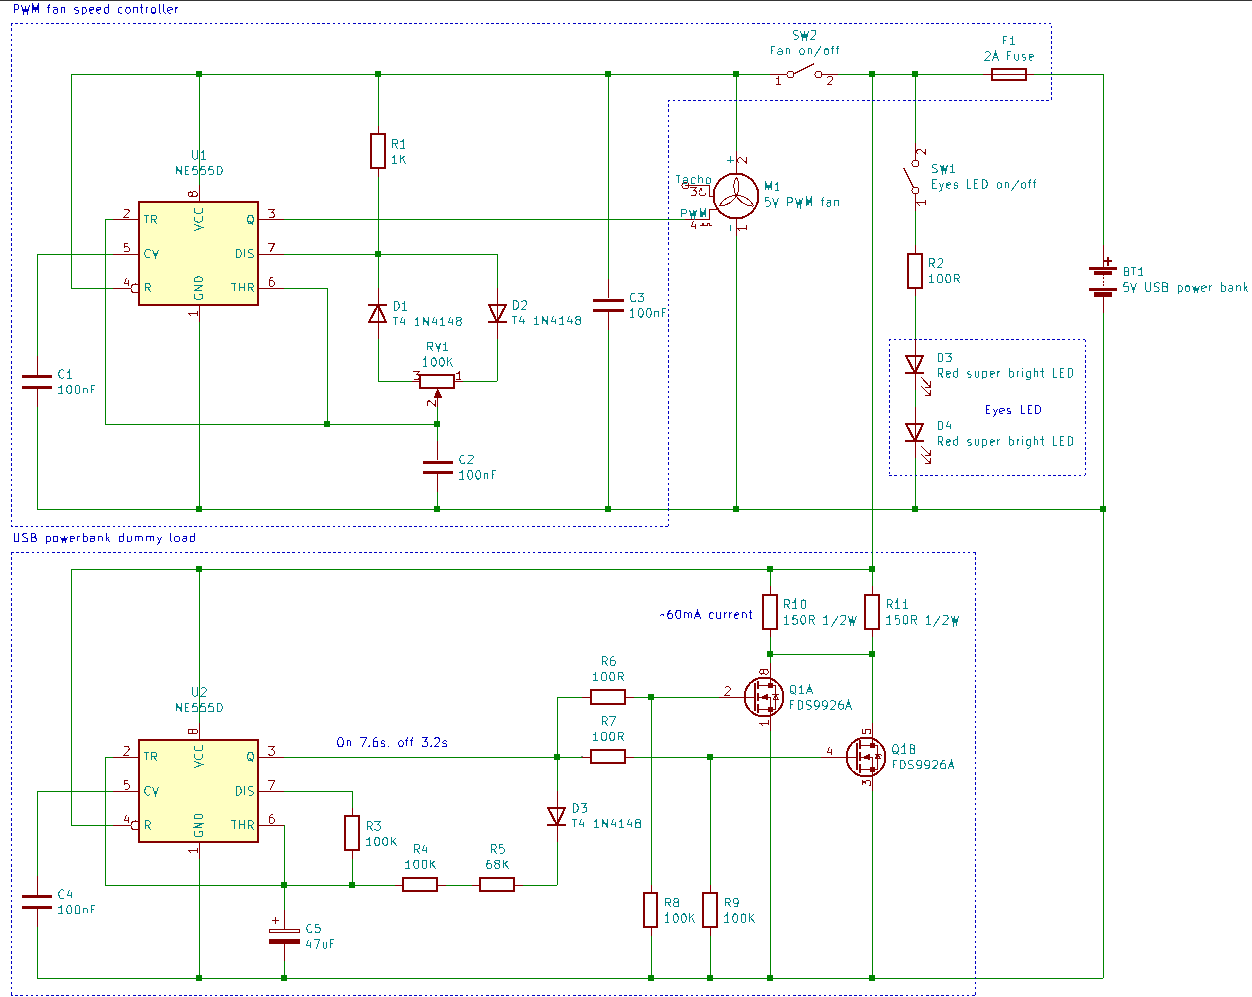 PWM fan speed controller
SW2
Fan on/off
1
2
F1
2A Fuse
R1
1K
U1
NE555D
8
VCC
2
TR
Q
3
5
CV
DIS
7
4
R
THR
6
GND
1
Tacho
3
PWM
4
+
2
M1
5V PWM fan
-
1
2
SW1
Eyes LED on/off
1
R2
100R
+
BT1
5V USB power bank
D1
T4 1N4148
D2
T4 1N4148
C3
100nF
RV1
100K
3
1
2
C1
100nF
C2
100nF
D3
Red super bright LED
Eyes LED
D4
Red super bright LED
USB powerbank dummy load
~60mA current
R10
150R 1/2W
R11
150R 1/2W
R6
100R
R7
100R
8
2
1
Q1A
FDS9926A
5
4
3
Q1B
FDS9926A
U2
NE555D
8
VCC
On 7.6s, off 3.2s
2
TR
Q
3
5
CV
DIS
7
4
R
THR
6
GND
1
R3
100K
R4
100K
R5
68K
D3
T4 1N4148
C4
100nF
+
C5
47uF
R8
100K
R9
100K